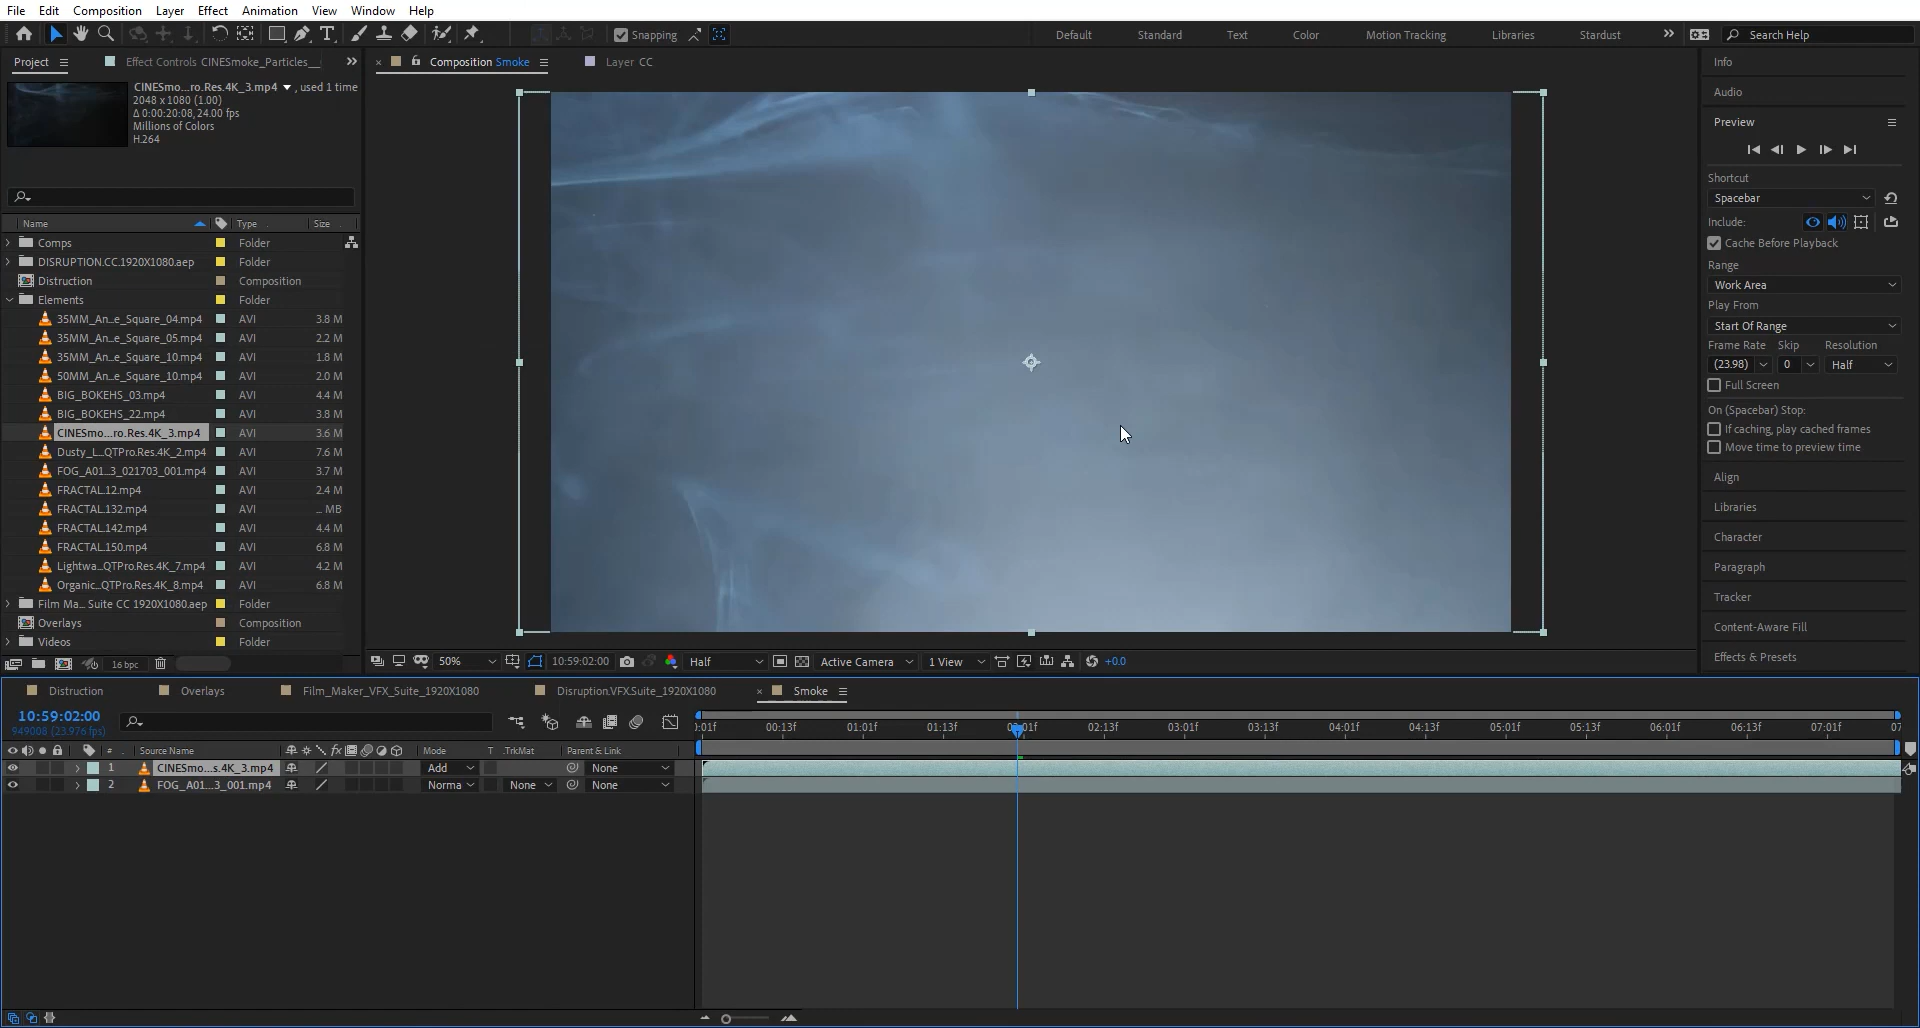 File Edit Composition Layer Effect Animation View Window Help
Snapping Default Standard Text Color Motion Tracking Libraries Stardust Search Help
Project Effect Controls CINESmoke_Particles__
CINESmo...ro.Res.4K_3.mp4 , used 1 time
2048 x 1080 (1.00)
Δ 0:00:20:08, 24.00 fps
Millions of Colors
H.264
Name Type Size
Comps Folder
DISRUPTION.CC.1920X1080.aep Folder
Distruction Composition
Elements Folder
35MM_An...e_Square_04.mp4 AVI 3.8 M
35MM_An...e_Square_05.mp4 AVI 2.2 M
35MM_An...e_Square_10.mp4 AVI 1.8 M
50MM_An...e_Square_10.mp4 AVI 2.0 M
BIG_BOKEHS_03.mp4 AVI 4.4 M
BIG_BOKEHS_22.mp4 AVI 3.8 M
CINESmo...ro.Res.4K_3.mp4 AVI 3.6 M
Dusty_L...QTPro.Res.4K_2.mp4 AVI 7.6 M
FOG_A01...3_021703_001.mp4 AVI 3.7 M
FRACTAL.12.mp4 AVI 2.4 M
FRACTAL.132.mp4 AVI ... MB
FRACTAL.142.mp4 AVI 4.4 M
FRACTAL.150.mp4 AVI 6.8 M
Lightwa...QTPro.Res.4K_7.mp4 AVI 4.2 M
Organic...QTPro.Res.4K_8.mp4 AVI 6.8 M
Film Ma... Suite CC 1920X1080.aep Folder
Overlays Composition
Videos Folder
16 bpc
Composition Smoke Layer CC
50% 10:59:02:00 Half Active Camera 1 View +0.0
Info
Audio
Preview
Shortcut
Spacebar
Include:
Cache Before Playback
Range
Work Area
Play From
Start Of Range
Frame Rate Skip Resolution
(23.98) 0 Half
Full Screen
On (Spacebar) Stop:
If caching, play cached frames
Move time to preview time
Align
Libraries
Character
Paragraph
Tracker
Content-Aware Fill
Effects & Presets
Distruction Overlays Film_Maker_VFX_Suite_1920X1080 Disruption.VFX.Suite_1920X1080 Smoke
10:59:02:00
949008 (23.976 fps)
:01f 00:13f 01:01f 01:13f 02:01f 02:13f 03:01f 03:13f 04:01f 04:13f 05:01f 05:13f 06:01f 06:13f 07:01f 07
# Source Name fx Mode T .TrkMat Parent & Link
1 CINESmo...s.4K_3.mp4 Add None
2 FOG_A01...3_001.mp4 Norma None None